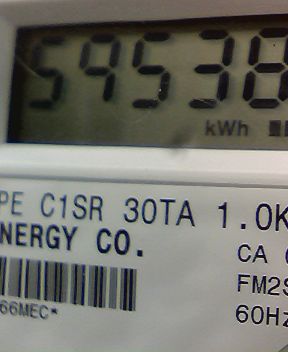 59538
kWh
PE C1SR 30TA 1.0K
NERGY CO.
CA
FM2S
66MEC*
60Hz